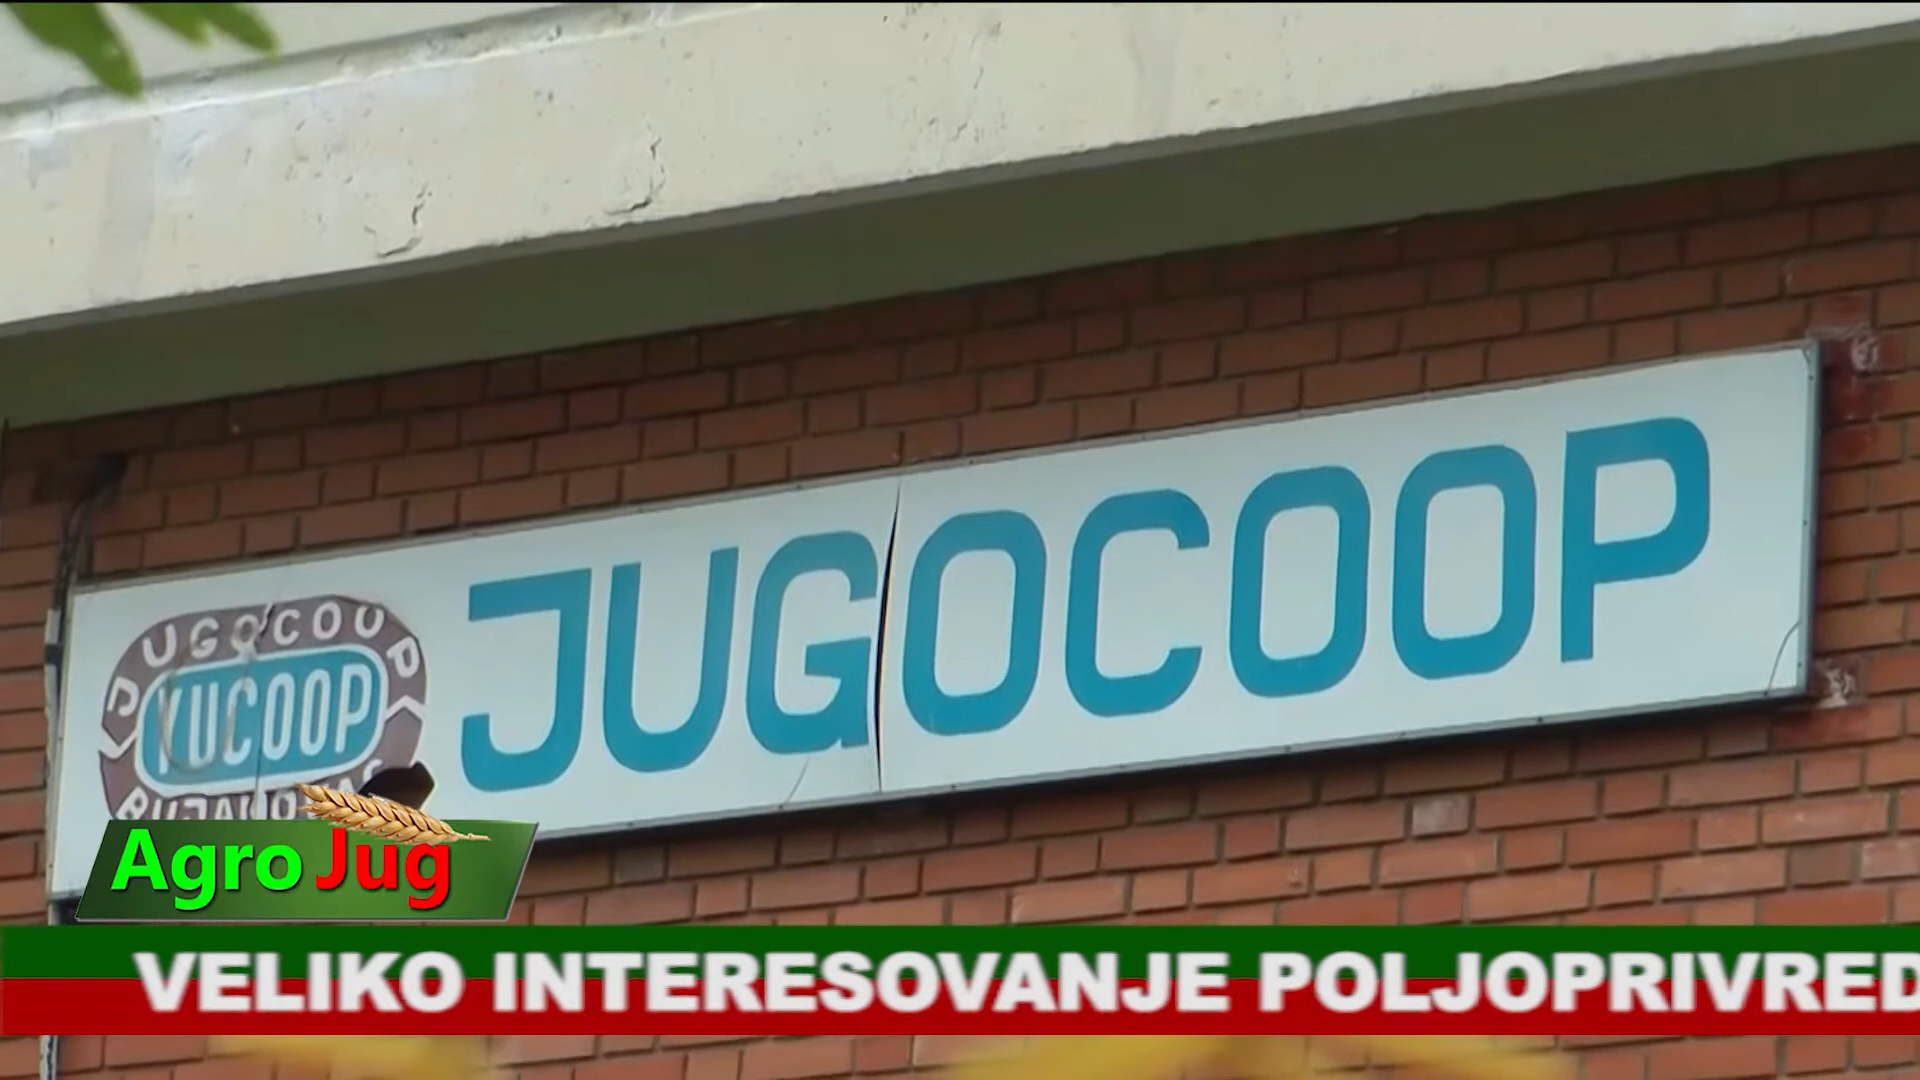 JUGOCOOP
YUCOOP
JUGOCOOP
Agro Jug
VELIKO INTERESOVANJE POLJOPRIVRED